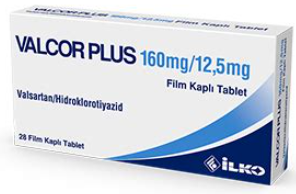 VALCOR PLUS 160mg/12,5mg
Film Kaplı Tablet
Valsartan/Hidroklorotiyazid
28 Film Kaplı Tablet
İLKO